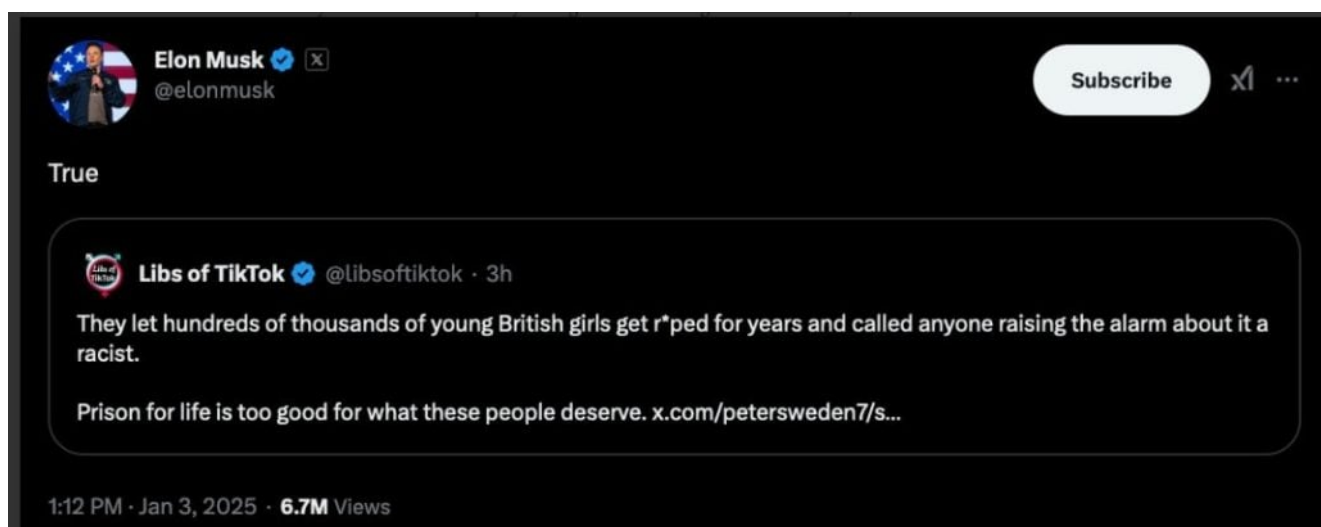 Elon Musk
@elonmusk
Subscribe
True
Libs of TikTok @libsoftiktok · 3h
They let hundreds of thousands of young British girls get r*ped for years and called anyone raising the alarm about it a
racist.
Prison for life is too good for what these people deserve. x.com/petersweden7/s...
1:12 PM · Jan 3, 2025 · 6.7M Views